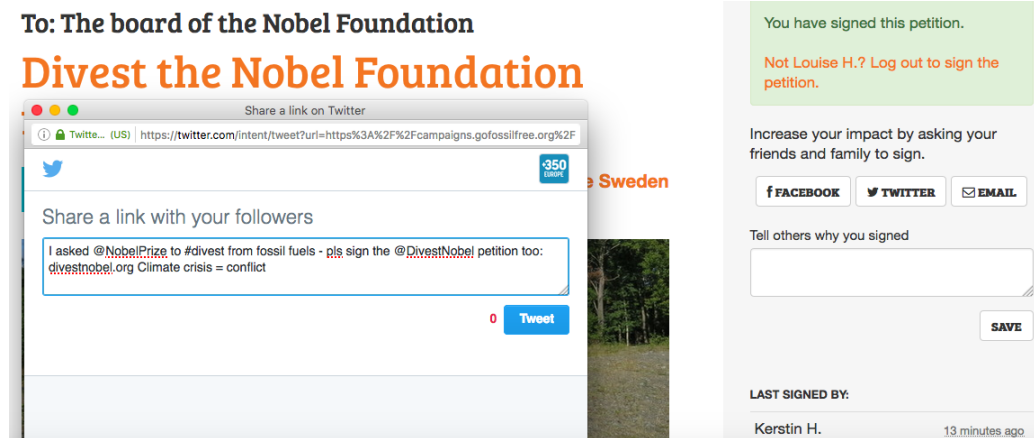 To: The board of the Nobel Foundation
Divest the Nobel Foundation
Share a link on Twitter
Twitte... (US) https://twitter.com/intent/tweet?url=https%3A%2F%2Fcampaigns.gofossilfree.org%2F
350
EUROPE
Sweden
Share a link with your followers
I asked @NobelPrize to #divest from fossil fuels - pls sign the @DivestNobel petition too:
divestnobel.org Climate crisis = conflict
0 Tweet
You have signed this petition.
Not Louise H.? Log out to sign the
petition.
Increase your impact by asking your
friends and family to sign.
f FACEBOOK TWITTER EMAIL
Tell others why you signed
SAVE
LAST SIGNED BY:
Kerstin H. 13 minutes ago